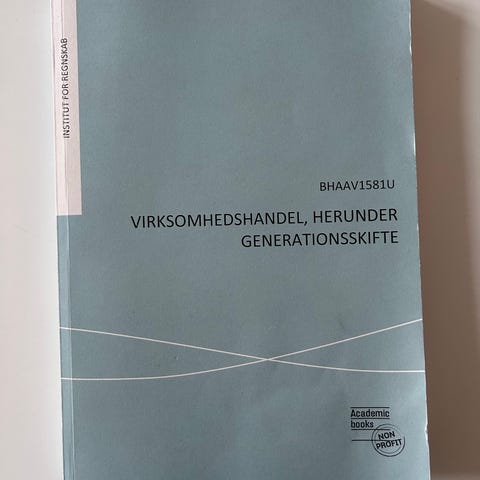 INSTITUT FOR REGNSKAB
BHAAV1581U
VIRKSOMHEDSHANDEL, HERUNDER
GENERATIONSSKIFTE
Academic
books
NON
PROFIT